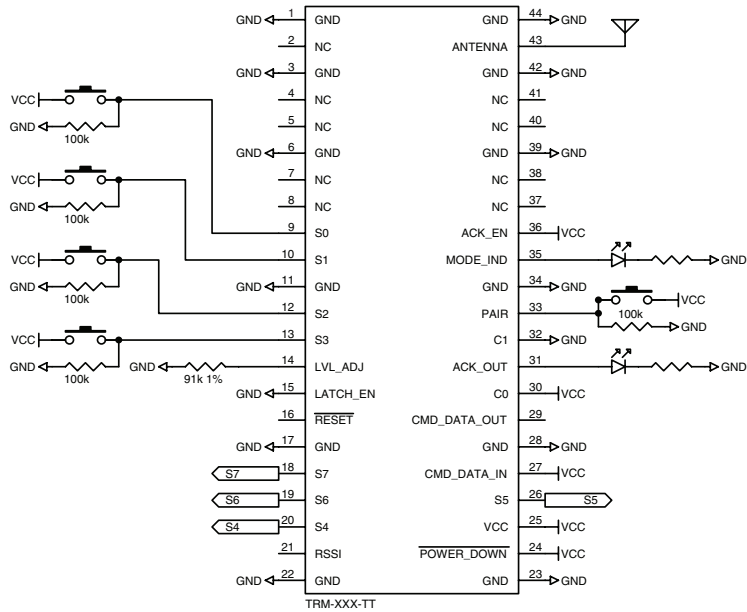 GND 1 GND GND 44 GND
2 NC ANTENNA 43
GND 3 GND GND 42 GND
VCC 4 NC NC 41
GND 100k 5 NC NC 40
GND 6 GND GND 39 GND
VCC 7 NC NC 38
GND 100k 8 NC NC 37
9 S0 ACK_EN 36 VCC
VCC 10 S1 MODE_IND 35 GND
GND 100k 11 GND GND GND 34 GND
12 S2 PAIR 33 100k VCC GND
VCC 13 S3 C1 32 GND
GND 100k GND 91k 1% 14 LVL_ADJ ACK_OUT 31 GND
GND 15 LATCH_EN C0 30 VCC
16 RESET CMD_DATA_OUT 29
GND 17 GND GND 28 GND
S7 18 S7 CMD_DATA_IN 27 VCC
S6 19 S6 S5 26 S5
S4 20 S4 VCC 25 VCC
21 RSSI POWER_DOWN 24 VCC
GND 22 GND GND 23 GND
TRM-XXX-TT